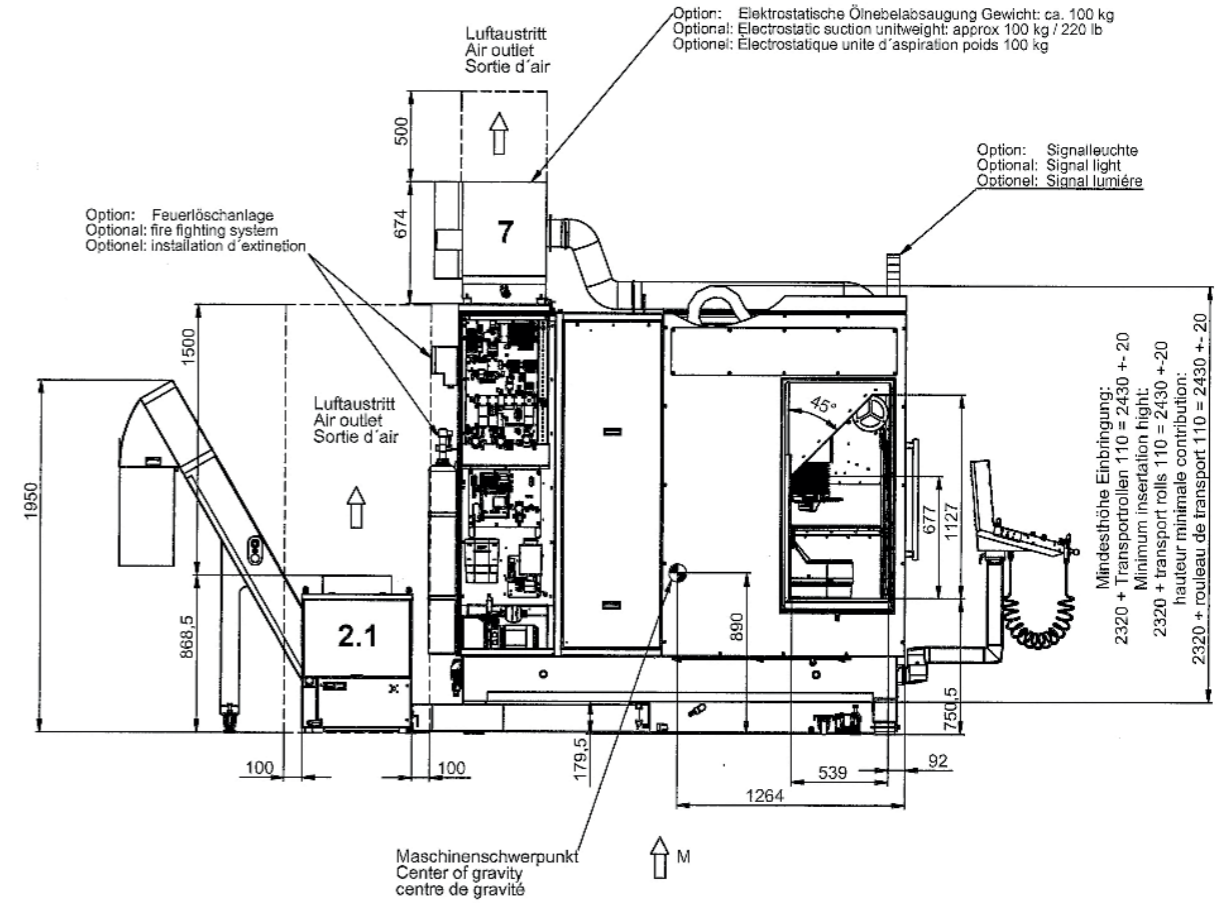 Option: Elektrostatische Ölnebelabsaugung Gewicht: ca. 100 kg
Optional: Electrostatic suction unitweight: approx 100 kg / 220 lb
Optionel: Électrostatique unite d´aspiration poids 100 kg
Luftaustritt
Air outlet
Sortie d´air
500
Option: Signalleuchte
Optional: Signal light
Optionel: Signal lumiére
674
7
Option: Feuerlöschanlage
Optional: fire fighting system
Optionel: installation d´extinetion
1500
Luftaustritt
Air outlet
Sortie d´air
45°
1950
677
1127
Mindesthöhe Einbringung:
2320 + Transportrollen 110 = 2430 +- 20
Minimum insertation hight:
2320 + transport rolls 110 = 2430 +-20
hauteur minimale contribution:
2320 + rouleau de transport 110 = 2430 +- 20
868,5
2.1
890
750,5
179,5
100
100
539
92
1264
Maschinenschwerpunkt
Center of gravity
centre de gravité
M